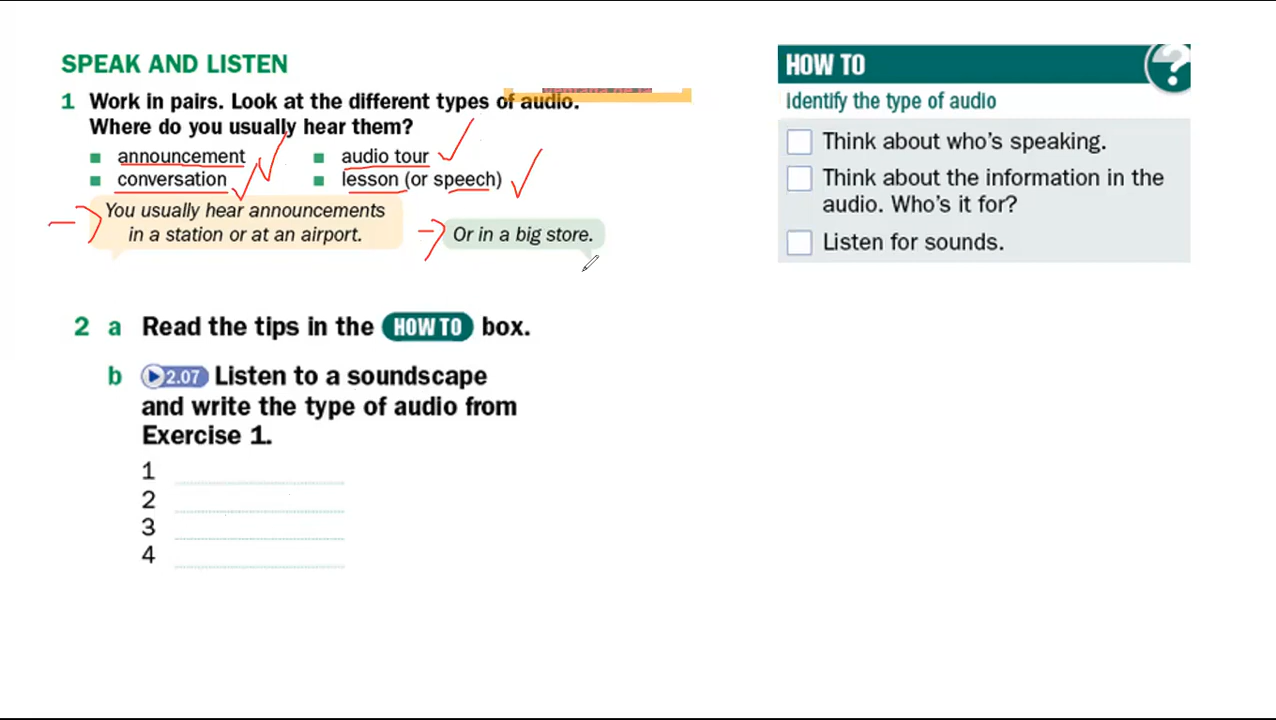 SPEAK AND LISTEN
1 Work in pairs. Look at the different types of audio.
Where do you usually hear them?
announcement
audio tour
conversation
lesson (or speech)
You usually hear announcements
in a station or at an airport.
Or in a big store.
2 a Read the tips in the HOW TO box.
b 2.07 Listen to a soundscape
and write the type of audio from
Exercise 1.
1
2
3
4
HOW TO
?
Identify the type of audio
Think about who's speaking.
Think about the information in the
audio. Who's it for?
Listen for sounds.